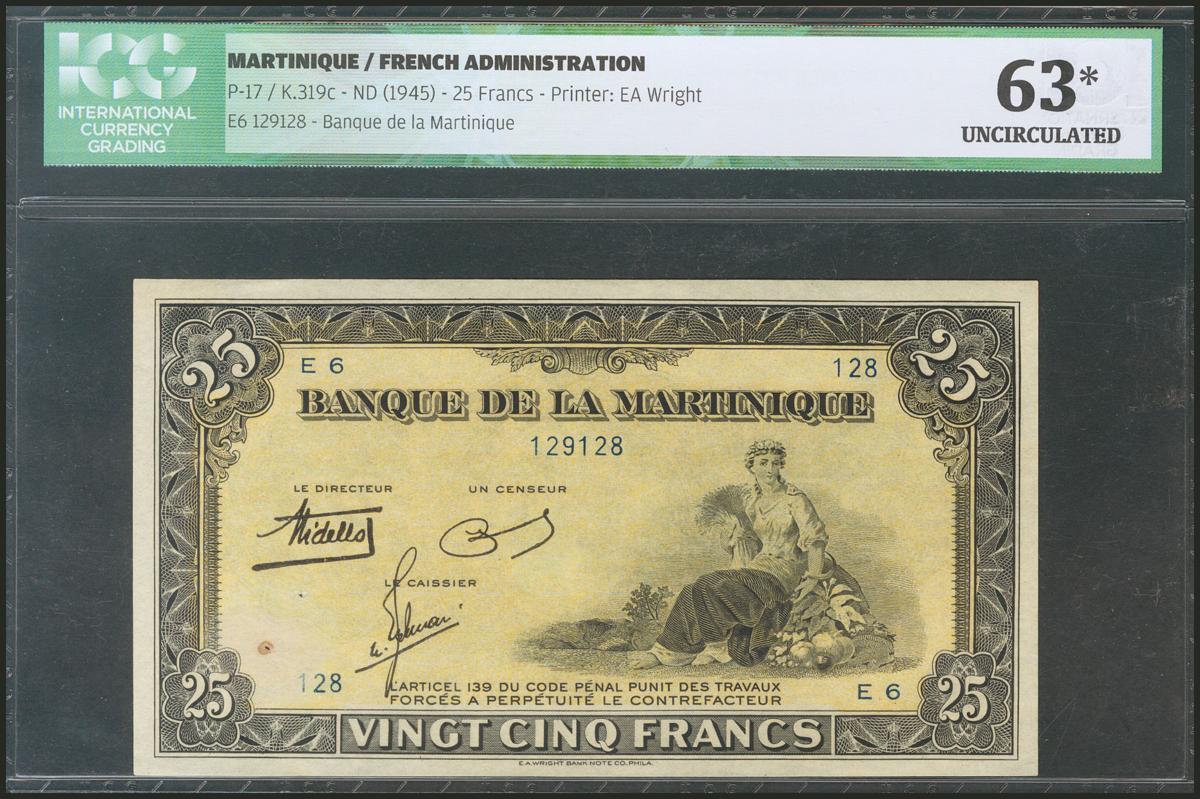 ICG
INTERNATIONAL
CURRENCY
GRADING
MARTINIQUE / FRENCH ADMINISTRATION
P-17 / K.319c - ND (1945) - 25 Francs - Printer: EA Wright
E6 129128 - Banque de la Martinique
63*
UNCIRCULATED
25
25
E 6
128
BANQUE DE LA MARTINIQUE
129128
LE DIRECTEUR
UN CENSEUR
LE CAISSIER
128
L'ARTICEL 139 DU CODE PÉNAL PUNIT DES TRAVAUX
FORCÉS A PERPÉTUITÉ LE CONTREFACTEUR
E 6
25
25
VINGT CINQ FRANCS
E.A.WRIGHT BANK NOTE CO. PHILA.